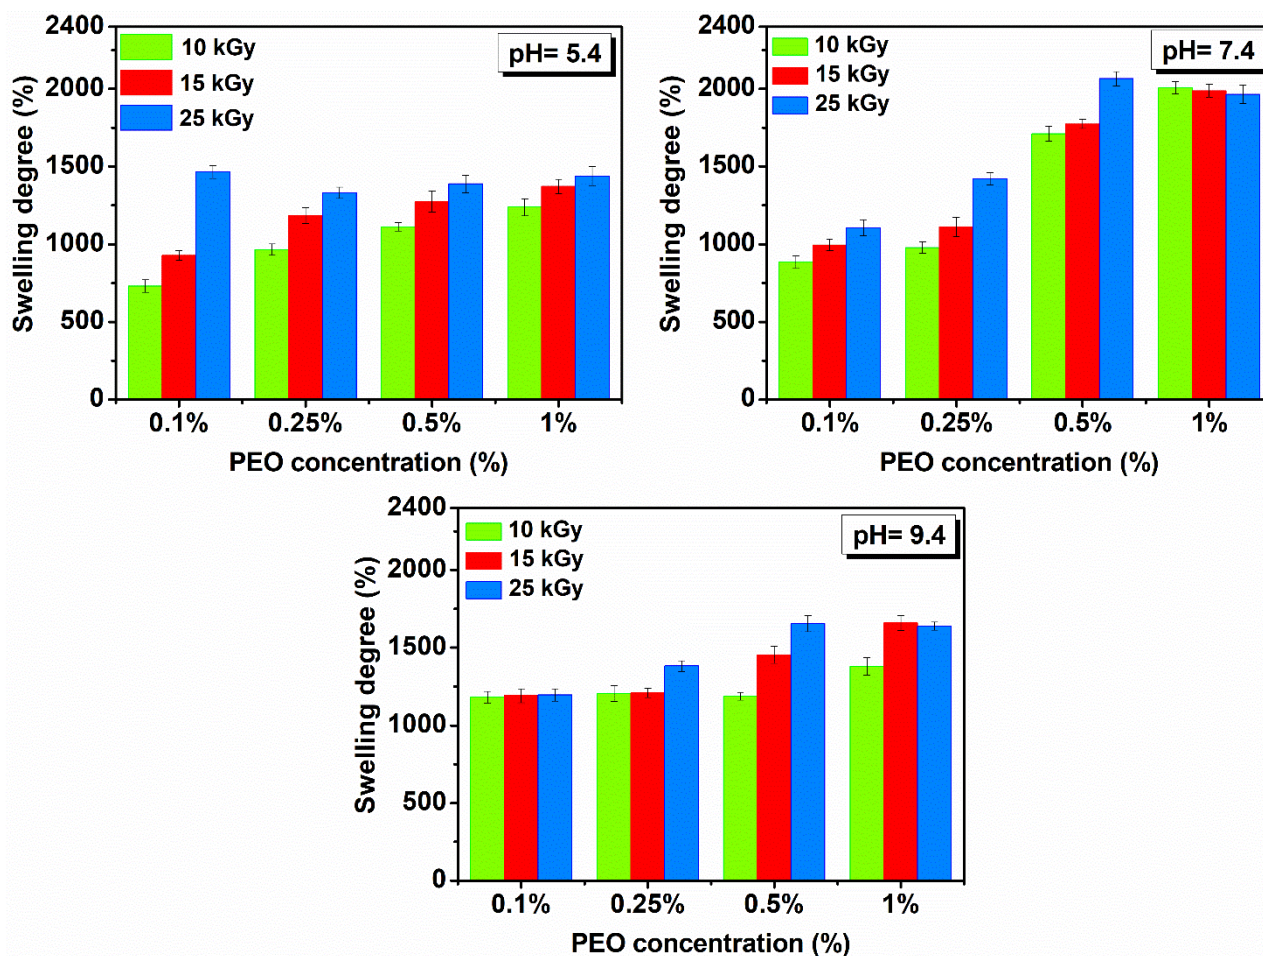 2400
2000
1500
1000
500
0
Swelling degree (%)
10 kGy
15 kGy
25 kGy
pH= 5.4
0.1% 0.25% 0.5% 1%
PEO concentration (%)
2400
2000
1500
1000
500
0
Swelling degree (%)
10 kGy
15 kGy
25 kGy
pH= 7.4
0.1% 0.25% 0.5% 1%
PEO concentration (%)
2400
2000
1500
1000
500
0
Swelling degree (%)
10 kGy
15 kGy
25 kGy
pH= 9.4
0.1% 0.25% 0.5% 1%
PEO concentration (%)